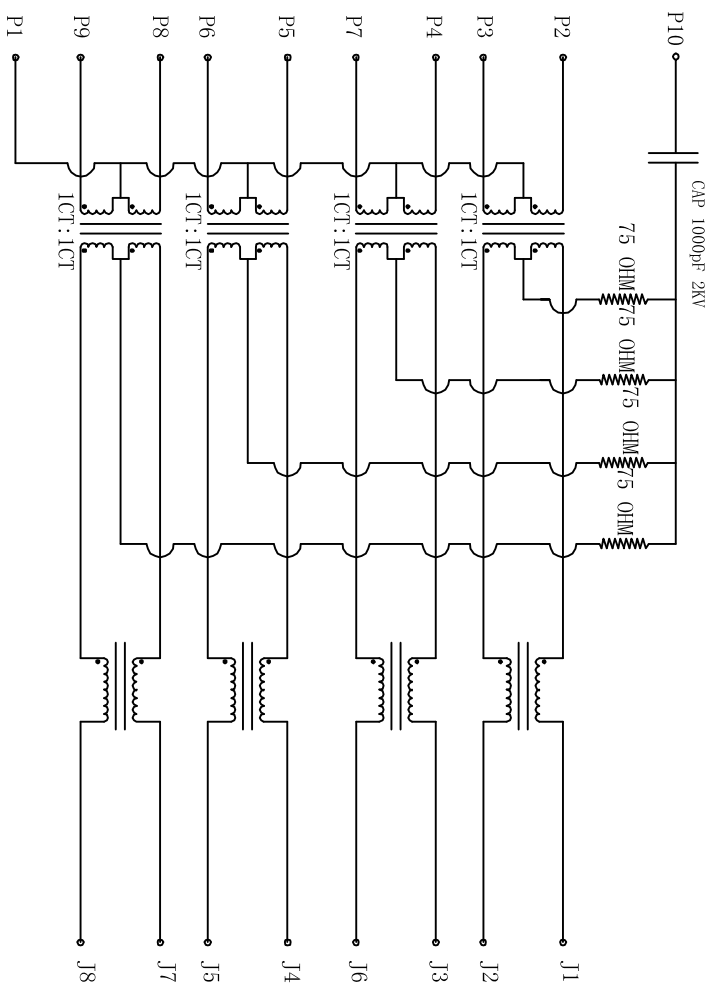 P1
P9
P8
P6
P5
P7
P4
P3
P2
P10
CAP 1000pF 2KV
1CT:1CT
1CT:1CT
1CT:1CT
1CT:1CT
75 OHM
75 OHM
75 OHM
75 OHM
J8
J7
J5
J4
J6
J3
J2
J1